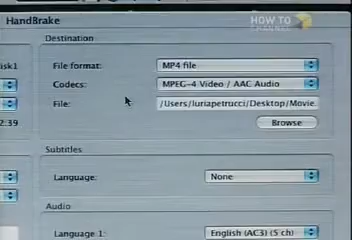 HandBrake
HOW TO
CHANNEL
Destination
isk1
File format:
MP4 file
Codecs:
MPEG-4 Video / AAC Audio
File:
/Users/luriapetrucci/Desktop/Movie.
2:39
Browse
Subtitles
Language:
None
Audio
Language 1:
English (AC3) (5 ch)